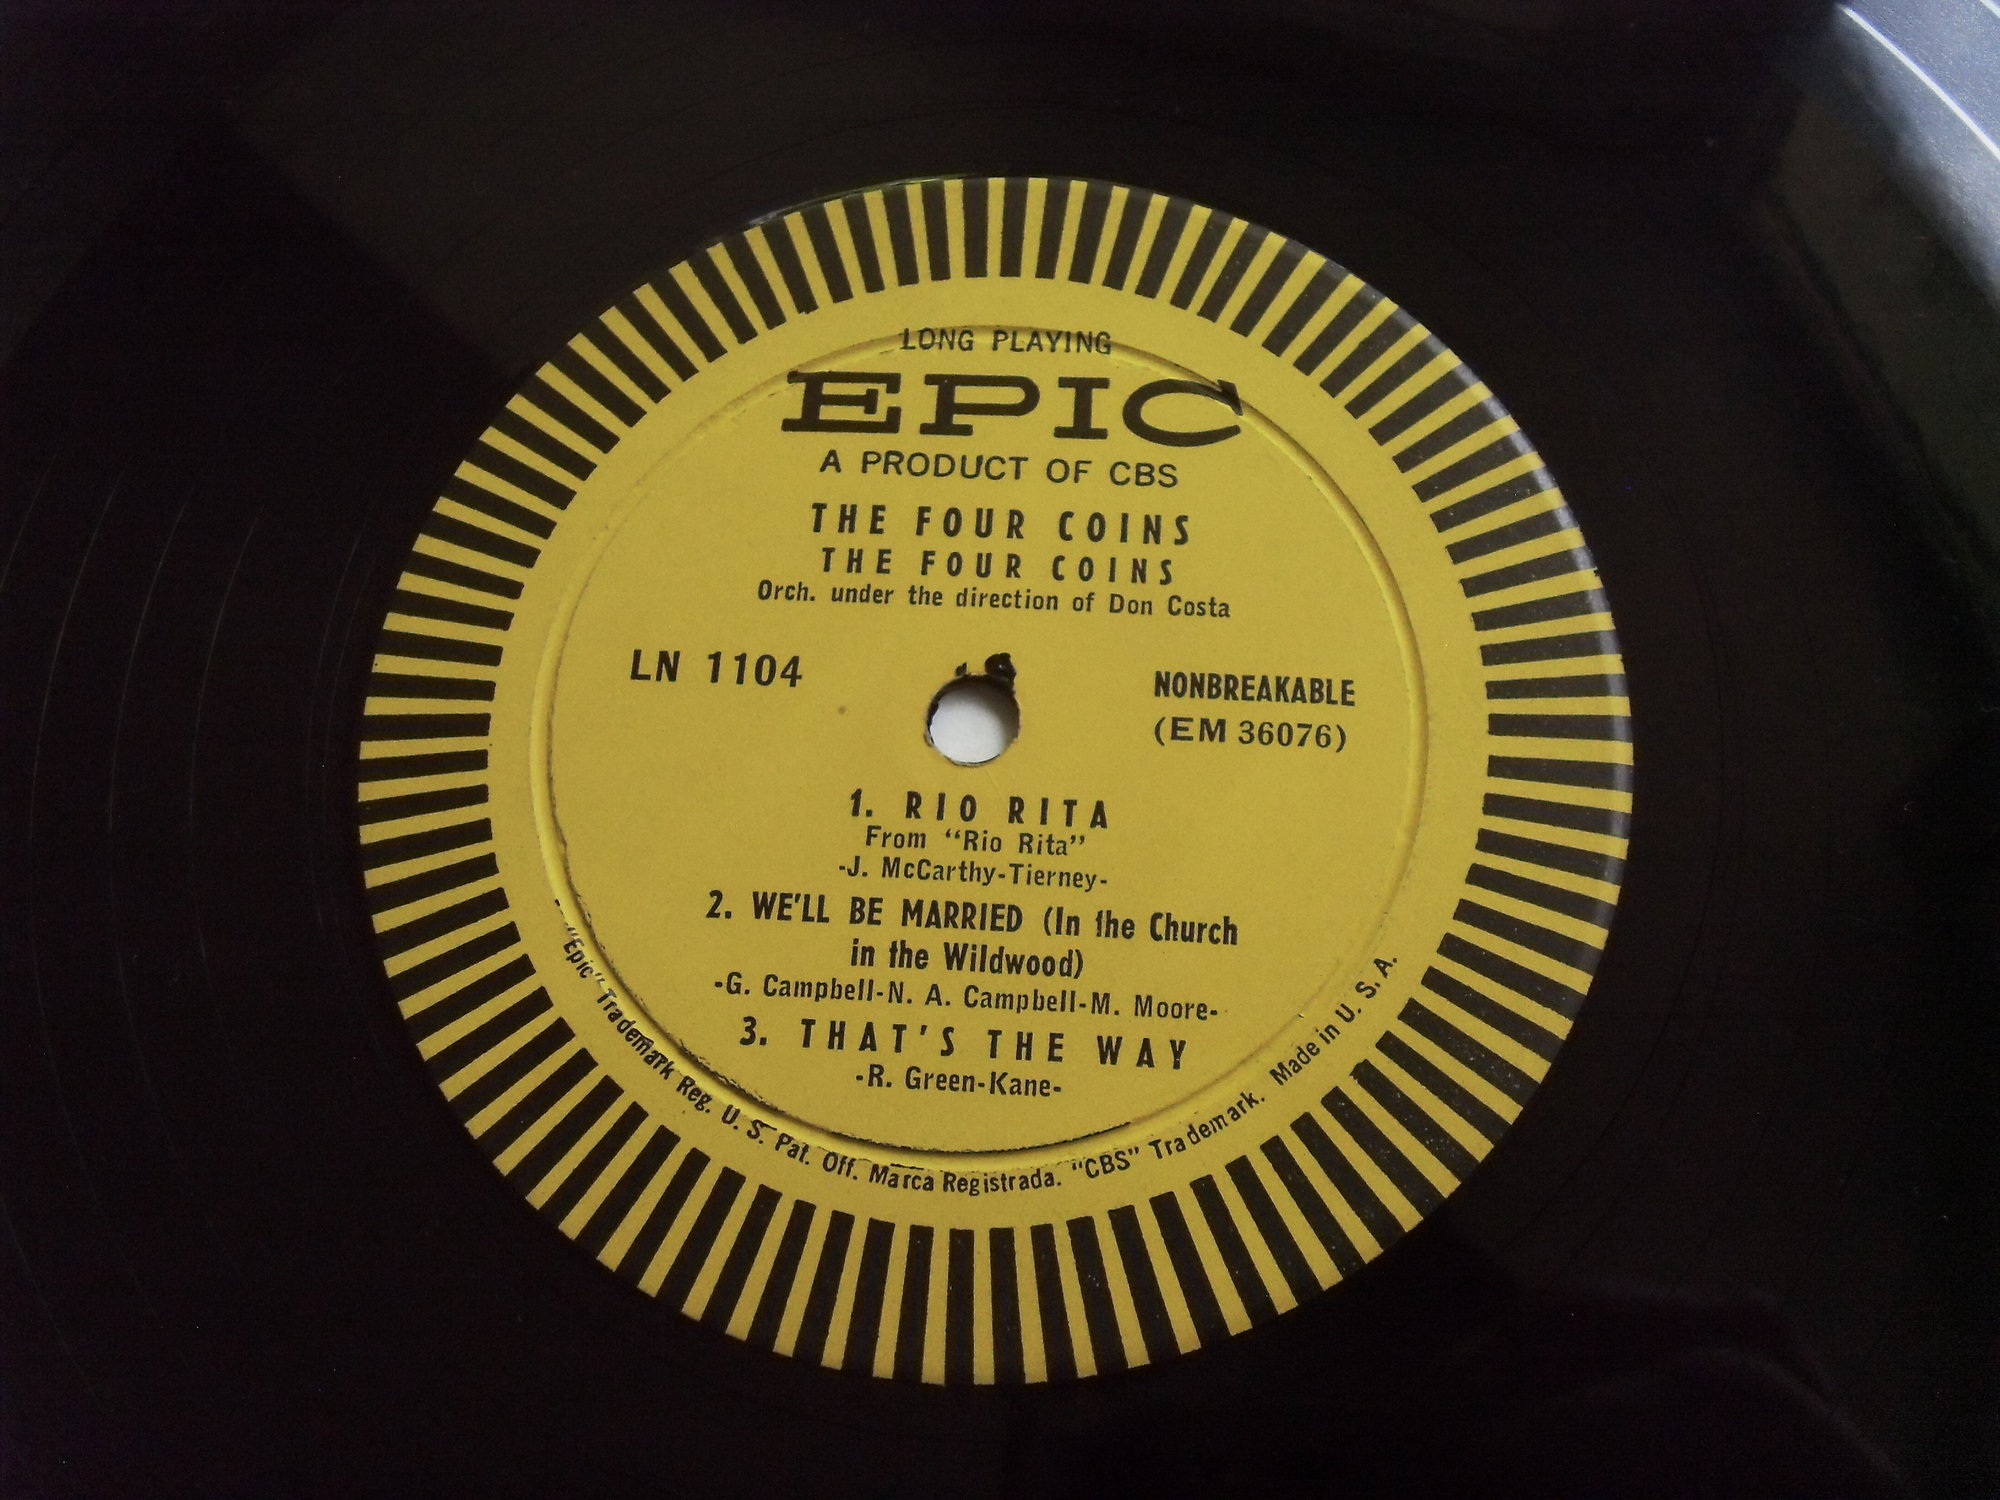 LONG PLAYING
EPIC
A PRODUCT OF CBS
THE FOUR COINS
THE FOUR COINS
Orch. under the direction of Don Costa
LN 1104
NONBREAKABLE
(EM 36076)
1. RIO RITA
From "Rio Rita"
-J. McCarthy-Tierney-
2. WE'LL BE MARRIED (In the Church
in the Wildwood)
-G. Campbell-N. A. Campbell-M. Moore-
3. THAT'S THE WAY
-R. Green-Kane-
"Epic" Trademark Reg. U. S. Pat. Off. Marca Registrada. "CBS" Trademark. Made in U. S. A.